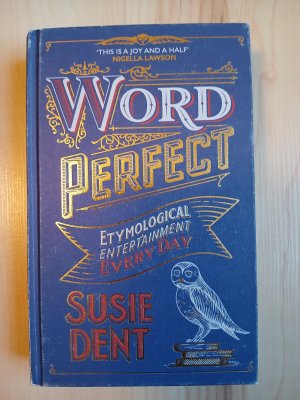 'THIS IS A JOY AND A HALF'
NIGELLA LAWSON
WORD
PERFECT
ETYMOLOGICAL
ENTERTAINMENT
EVERY DAY
SUSIE
DENT